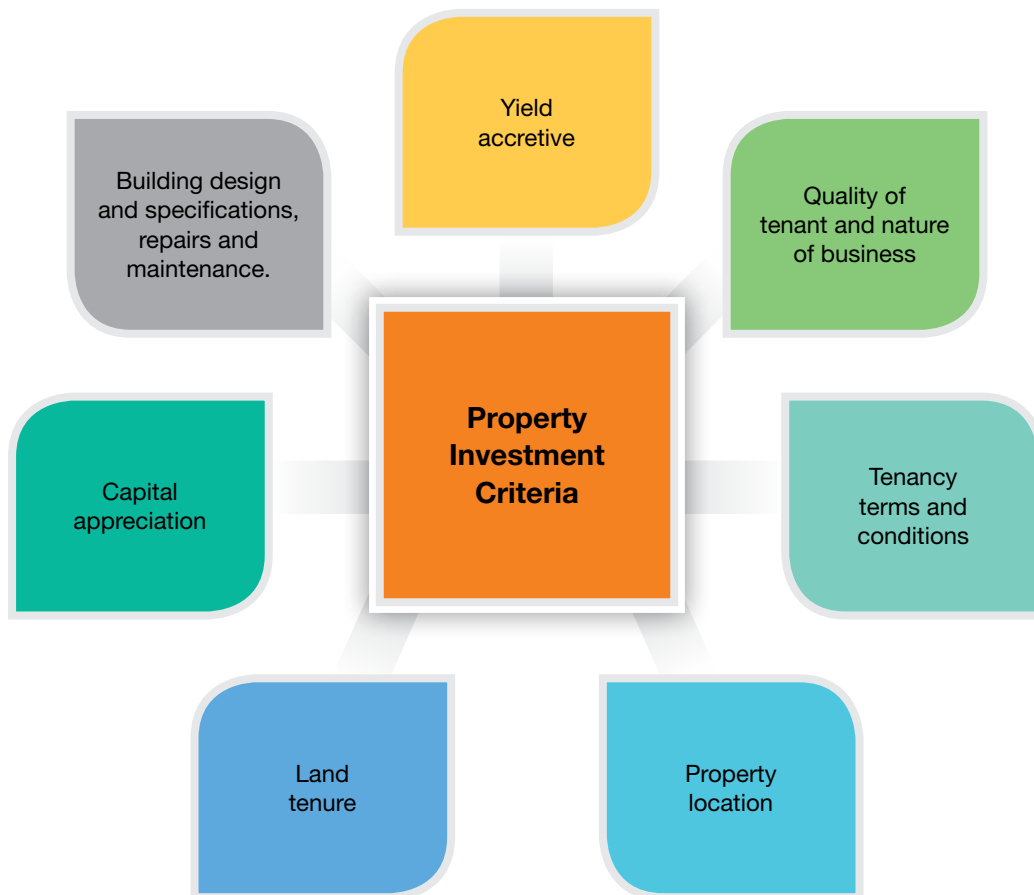 Yield
accretive
Quality of
tenant and nature
of business
Tenancy
terms and
conditions
Property
location
Land
tenure
Capital
appreciation
Building design
and specifications,
repairs and
maintenance.
Property
Investment
Criteria